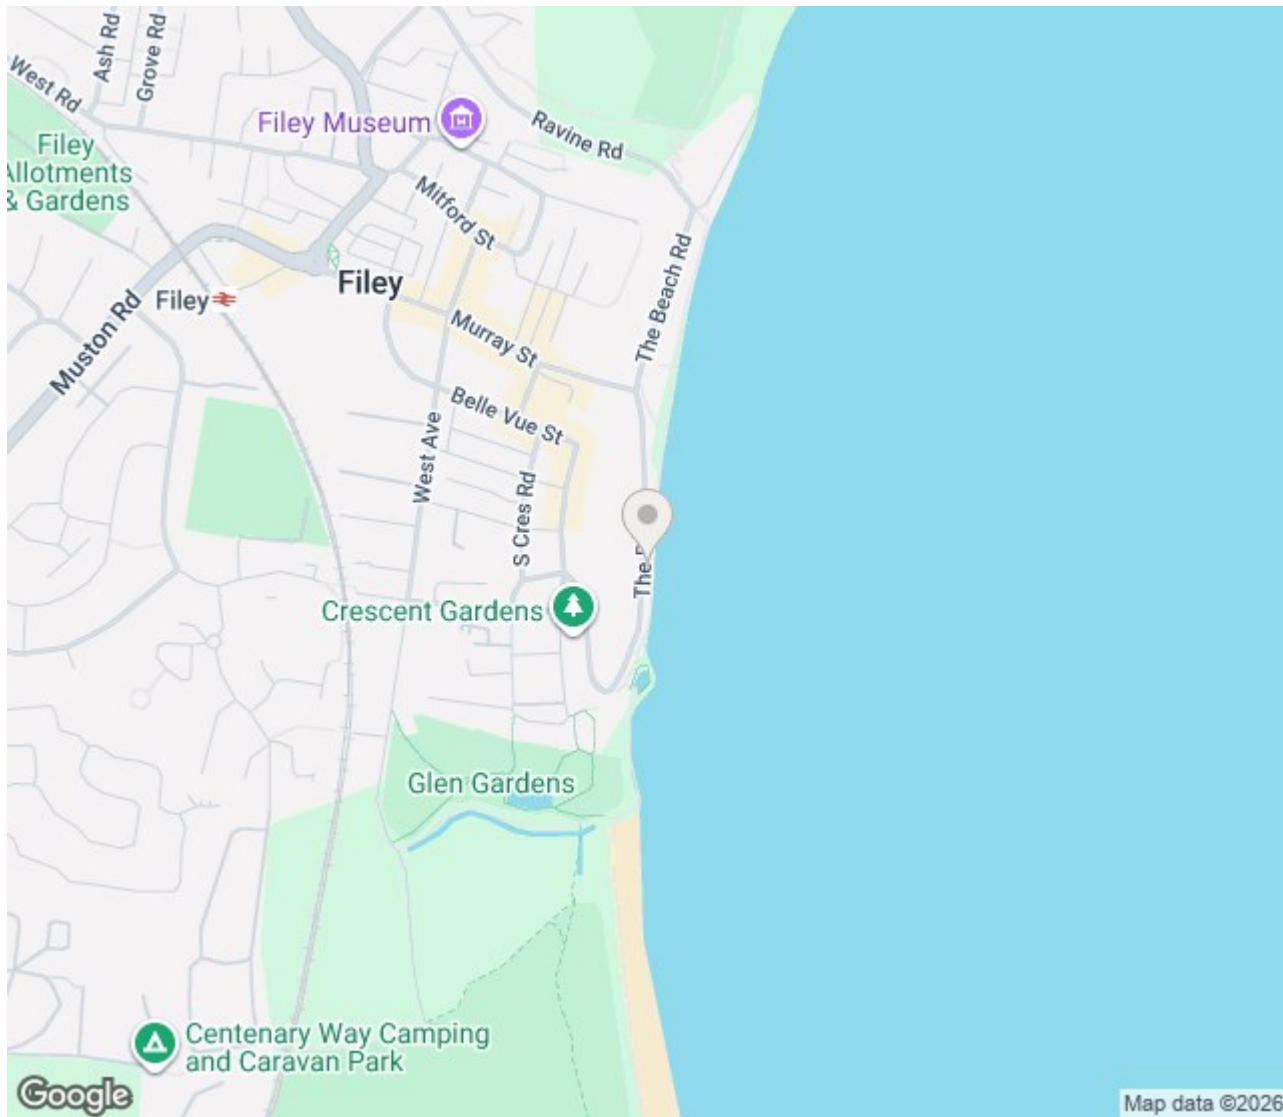 Ash Rd
Grove Rd
West Rd
Filey Museum
Ravine Rd
Filey
Allotments
& Gardens
Mitford St
Filey
Filey
The Beach Rd
Muston Rd
Murray St
Belle Vue St
West Ave
S Cres Rd
The
Crescent Gardens
Glen Gardens
Centenary Way Camping
and Caravan Park
Google
Map data ©2026